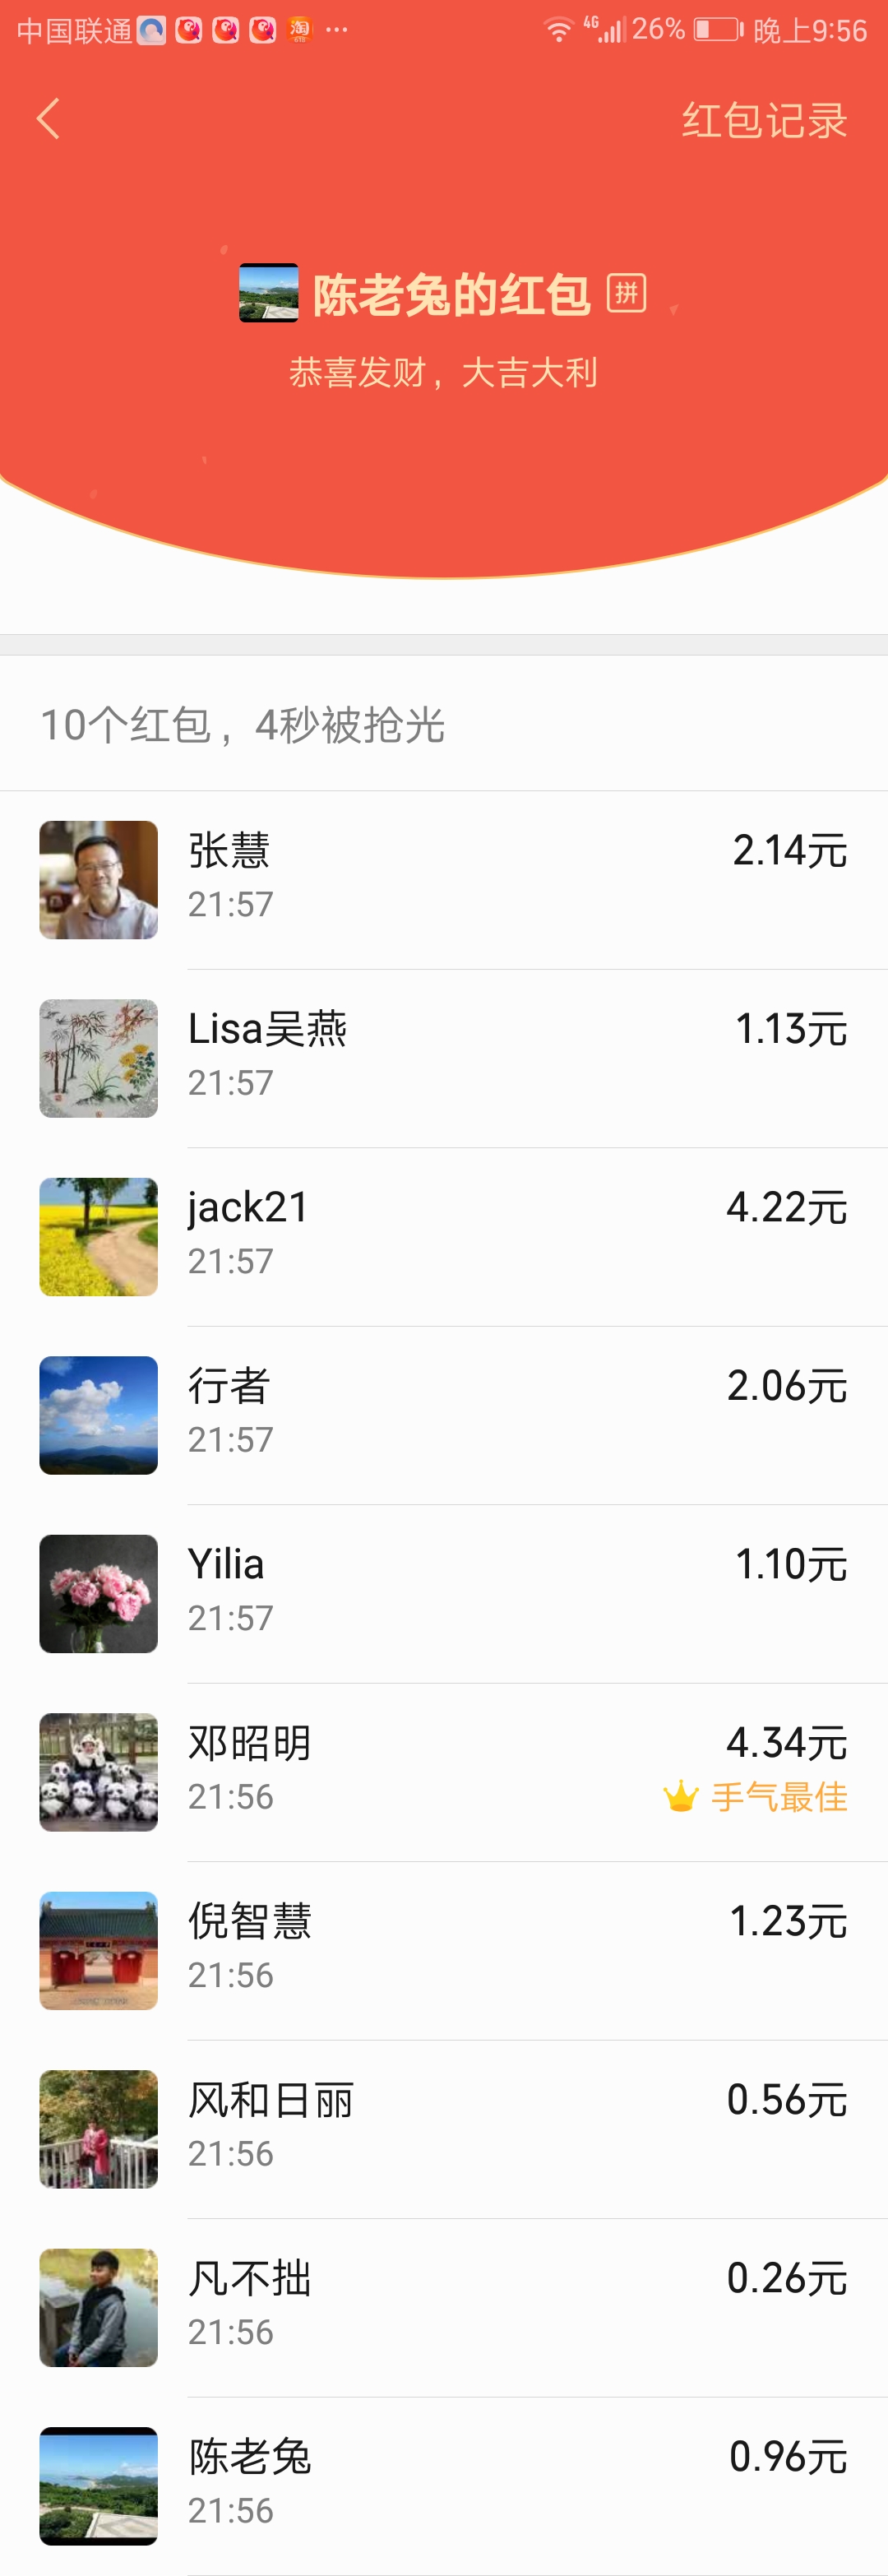 中国联通 淘 618 ... 4G 26% 晚上9:56
红包记录
陈老兔的红包 拼
恭喜发财，大吉大利
10个红包，4秒被抢光
张慧 2.14元
21:57
Lisa吴燕 1.13元
21:57
jack21 4.22元
21:57
行者 2.06元
21:57
Yilia 1.10元
21:57
邓昭明 4.34元
21:56 手气最佳
倪智慧 1.23元
21:56
风和日丽 0.56元
21:56
凡不拙 0.26元
21:56
陈老兔 0.96元
21:56